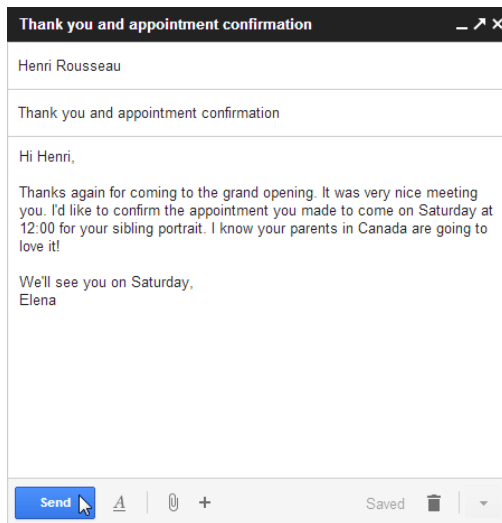 Thank you and appointment confirmation
Henri Rousseau
Thank you and appointment confirmation
Hi Henri,
Thanks again for coming to the grand opening. It was very nice meeting
you. I'd like to confirm the appointment you made to come on Saturday at
12:00 for your sibling portrait. I know your parents in Canada are going to
love it!
We'll see you on Saturday,
Elena
Send A Saved